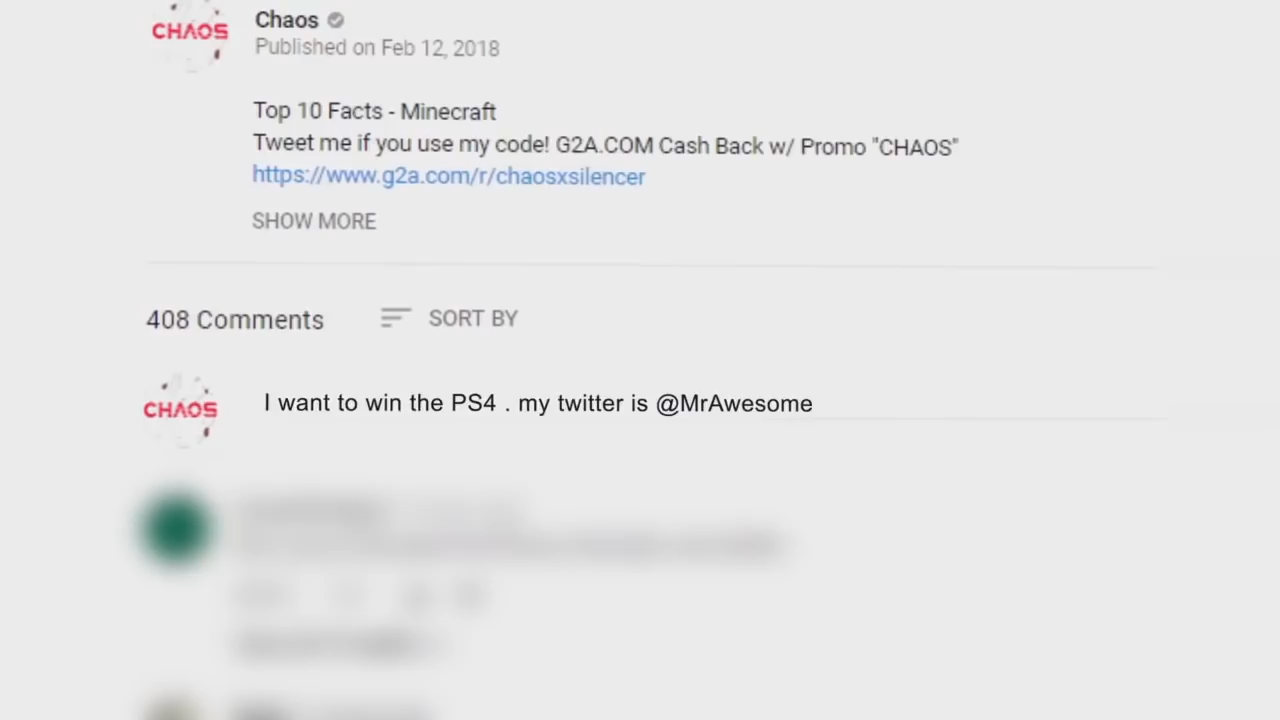 CHAOS
Chaos
Published on Feb 12, 2018
Top 10 Facts - Minecraft
Tweet me if you use my code! G2A.COM Cash Back w/ Promo "CHAOS"
https://www.g2a.com/r/chaosxsilencer
SHOW MORE
408 Comments
SORT BY
CHAOS
I want to win the PS4 . my twitter is @MrAwesome